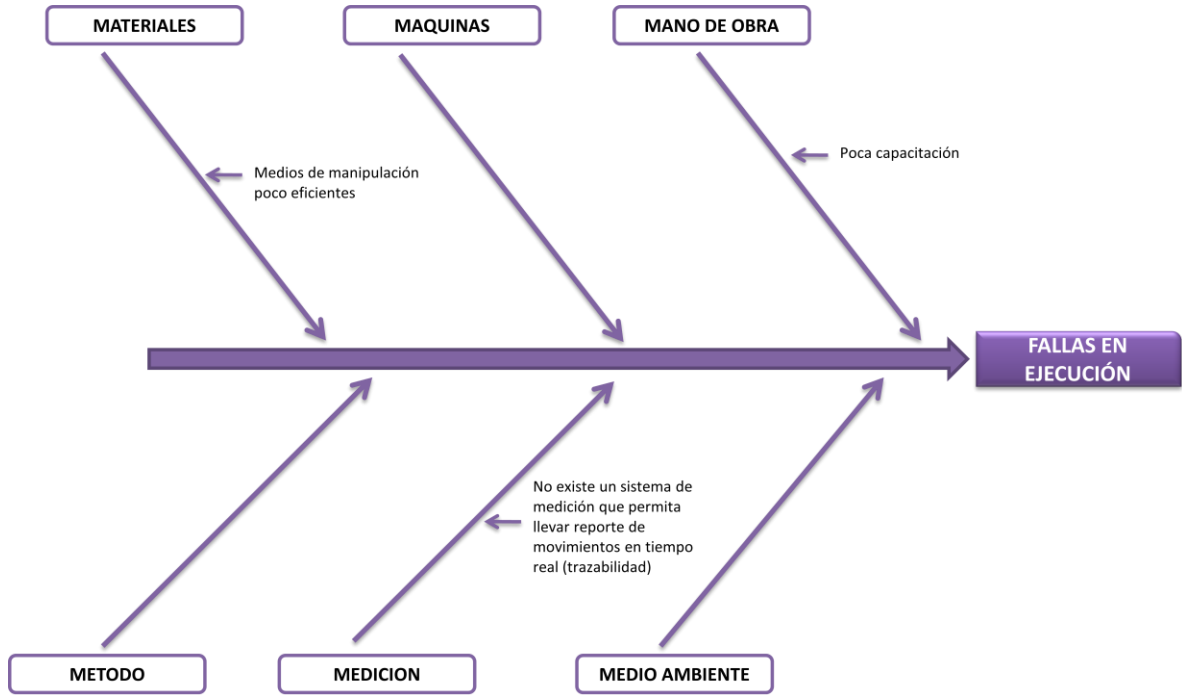 MATERIALES
MAQUINAS
MANO DE OBRA
Poca capacitación
Medios de manipulación
poco eficientes
FALLAS EN
EJECUCIÓN
No existe un sistema de
medición que permita
llevar reporte de
movimientos en tiempo
real (trazabilidad)
METODO
MEDICION
MEDIO AMBIENTE